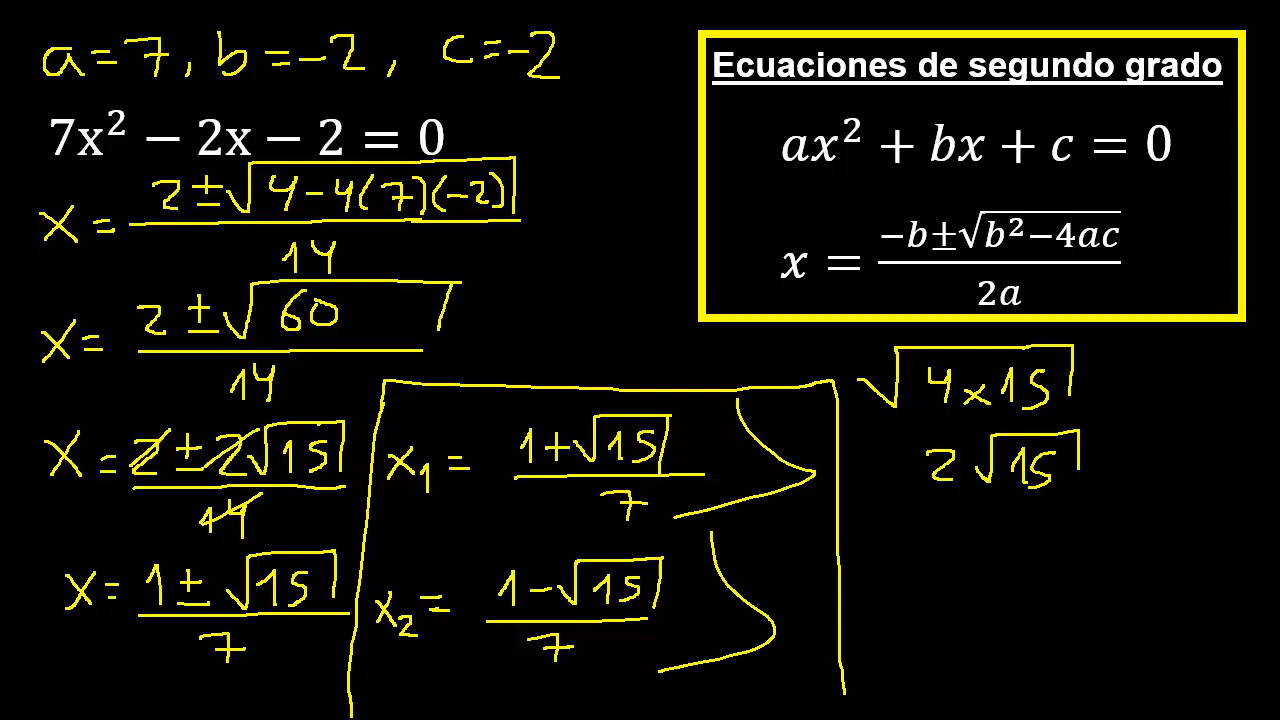 a=7, b=-2, c=-2
7x² − 2x − 2 = 0
x = (2 ± √(4-4(7)(-2)))/14
x = (2 ± √60)/14
x = (2 ± 2√15)/14
x = (1 ± √15)/7
x₁ = (1+√15)/7
x₂ = (1-√15)/7
Ecuaciones de segundo grado
ax² + bx + c = 0
x = (−b±√(b²−4ac))/2a
√(4x15)
2√15